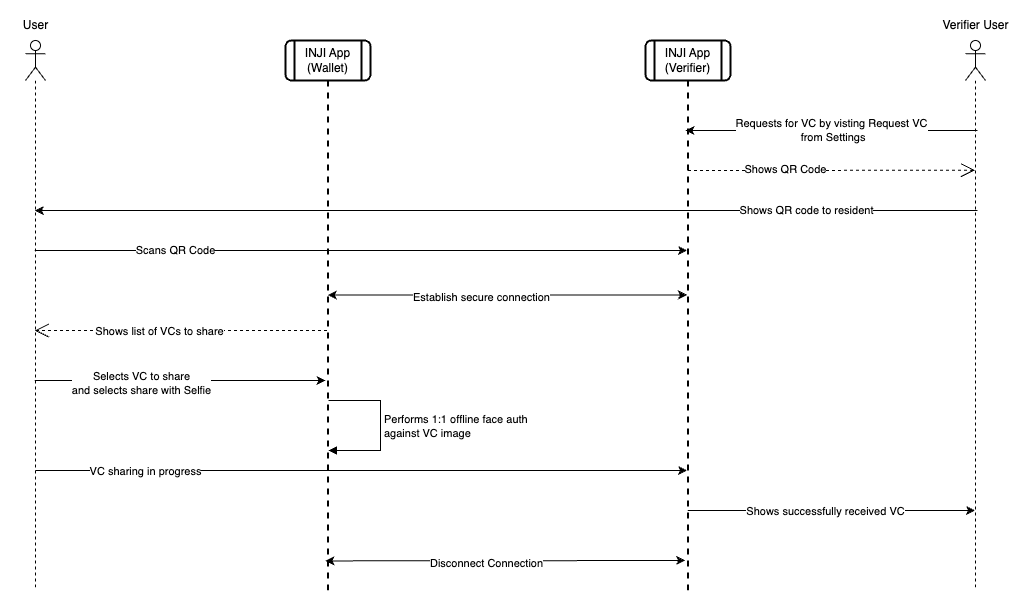 User
Verifier User
INJI App
(Wallet)
INJI App
(Verifier)
Requests for VC by visting Request VC
from Settings
Shows QR Code
Shows QR code to resident
Scans QR Code
Establish secure connection
Shows list of VCs to share
Selects VC to share
and selects share with Selfie
Performs 1:1 offline face auth
against VC image
VC sharing in progress
Shows successfully received VC
Disconnect Connection